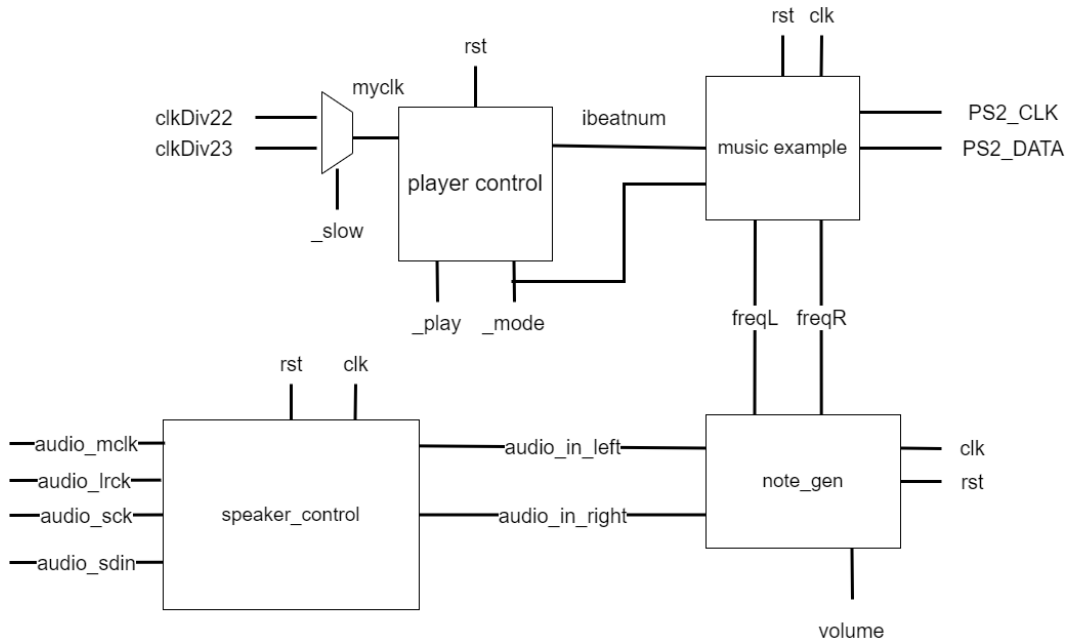 rst clk
rst
myclk
clkDiv22
ibeatnum
PS2_CLK
clkDiv23
music example
PS2_DATA
player control
_slow
_play
_mode
freqL
freqR
rst
clk
audio_mclk
audio_in_left
clk
audio_lrck
note_gen
rst
audio_sck
speaker_control
audio_in_right
audio_sdin
volume